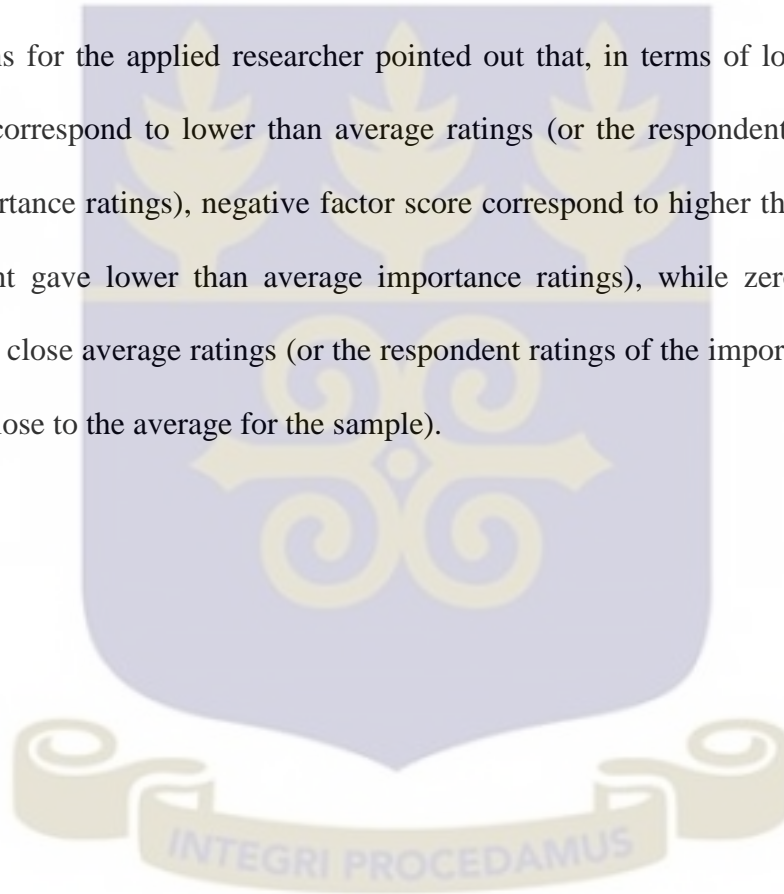 ns for the applied researcher pointed out that, in terms of lo
correspond to lower than average ratings (or the respondent
rtance ratings), negative factor score correspond to higher th
nt gave lower than average importance ratings), while zer
close average ratings (or the respondent ratings of the impor
lose to the average for the sample).
INTEGRI PROCEDAMUS